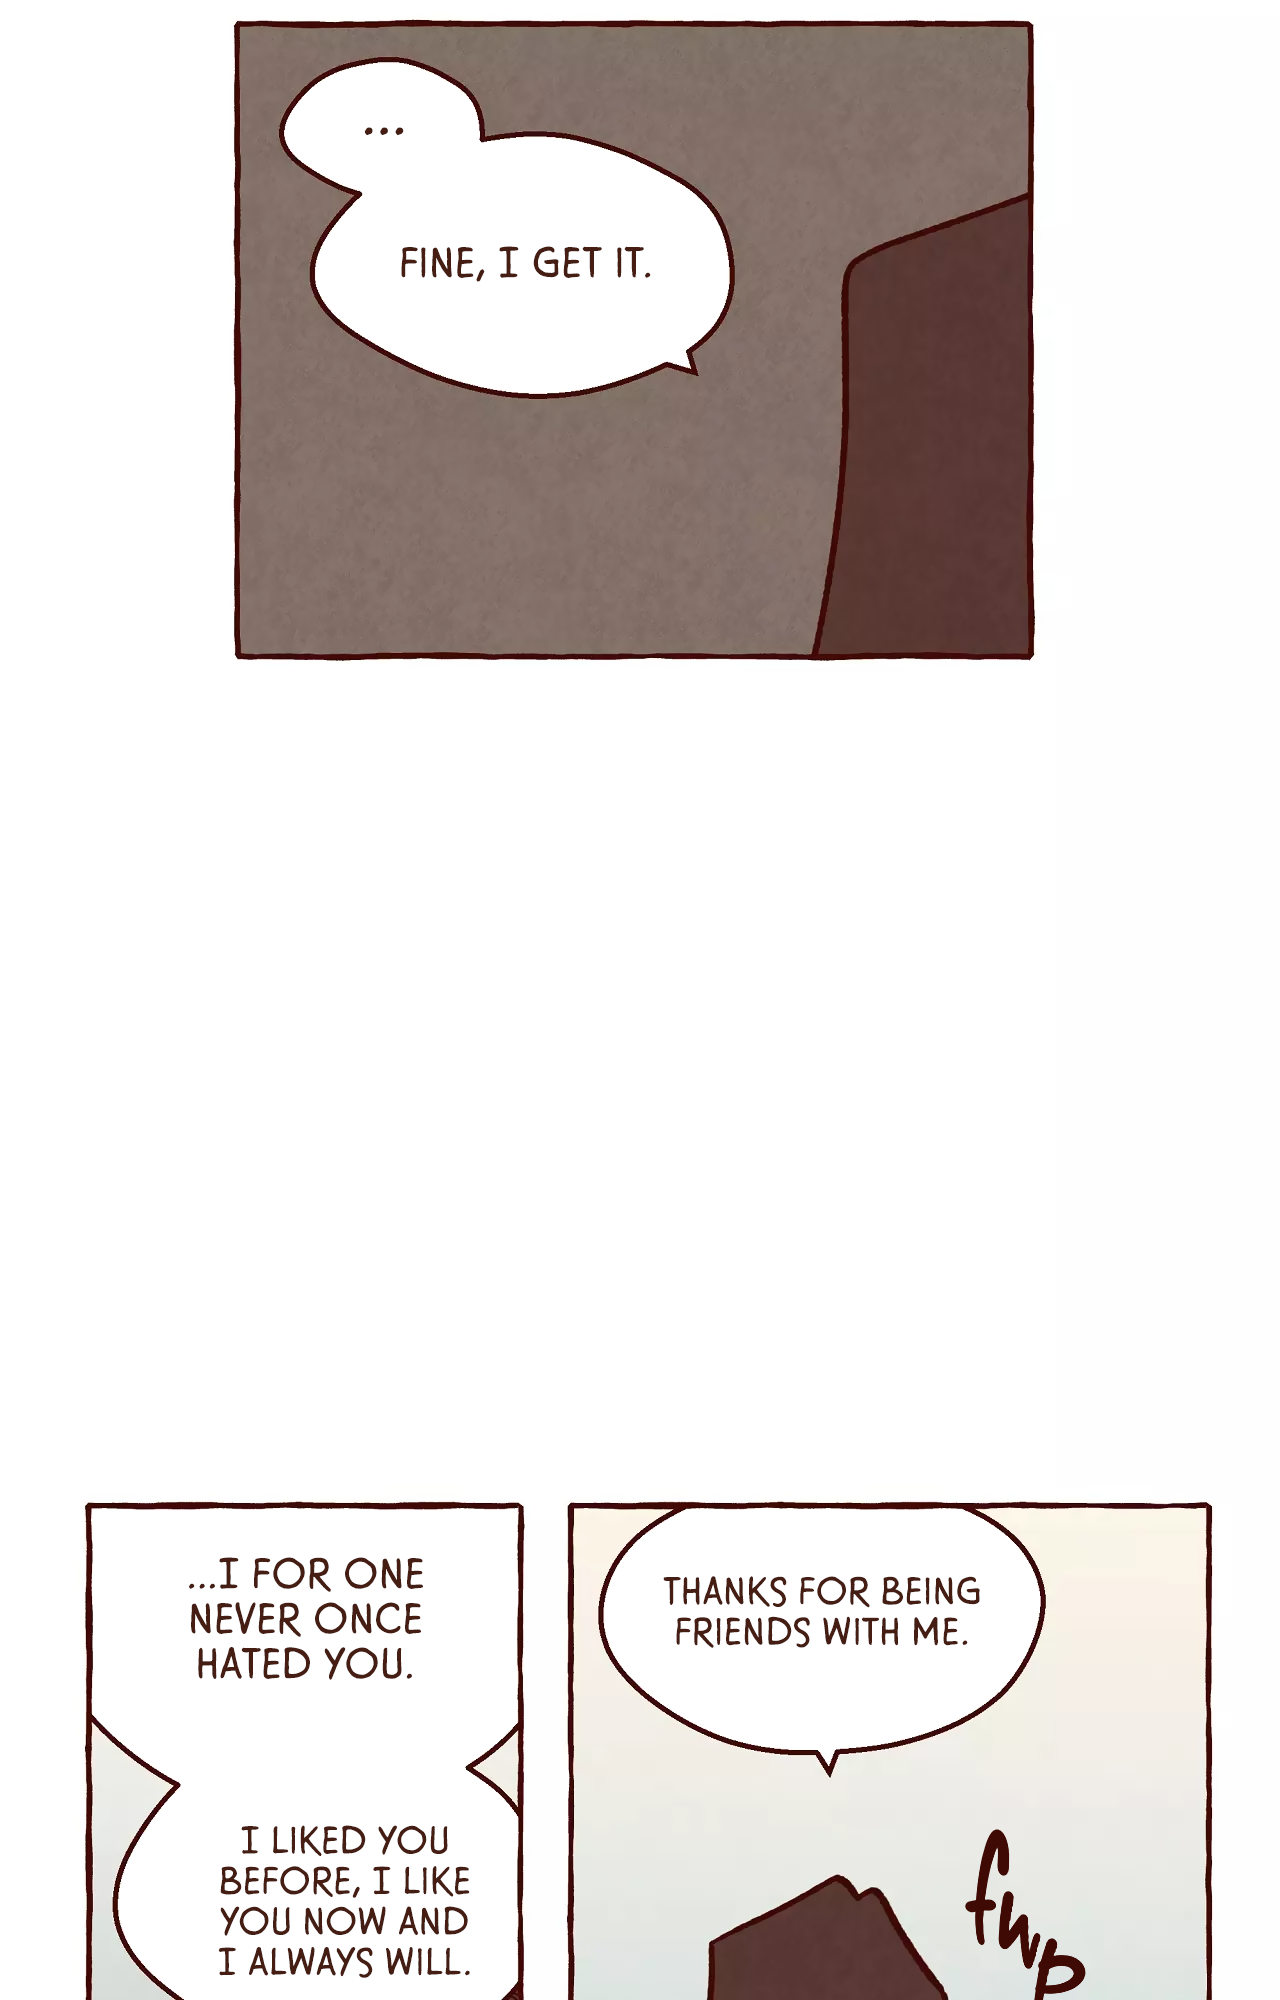 ...
FINE, I GET IT.
...I FOR ONE
NEVER ONCE
HATED YOU.
I LIKED YOU
BEFORE, I LIKE
YOU NOW AND
I ALWAYS WILL.
THANKS FOR BEING
FRIENDS WITH ME.
fwp